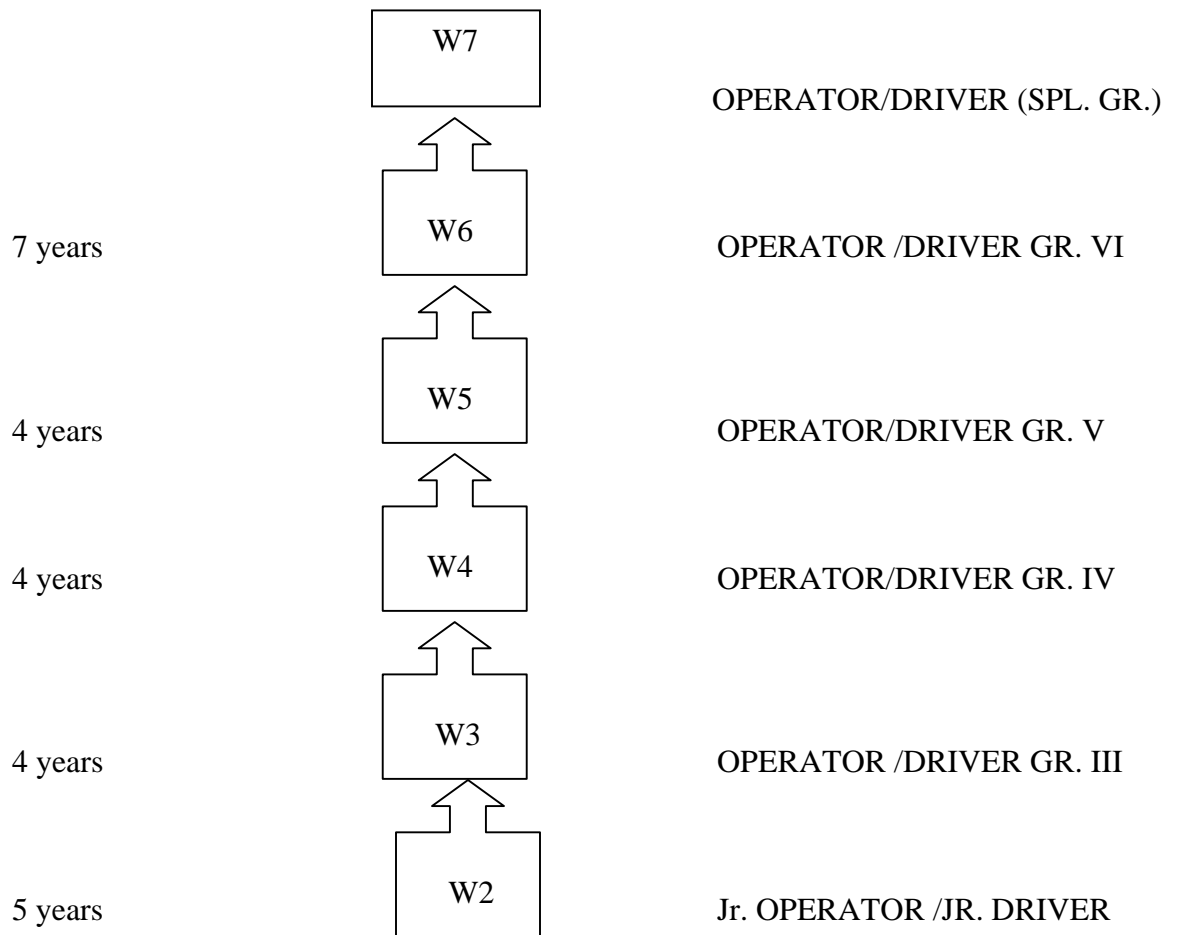 W7
OPERATOR/DRIVER (SPL. GR.)
7 years W6 OPERATOR /DRIVER GR. VI
4 years W5 OPERATOR/DRIVER GR. V
4 years W4 OPERATOR/DRIVER GR. IV
4 years W3 OPERATOR /DRIVER GR. III
5 years W2 Jr. OPERATOR /JR. DRIVER